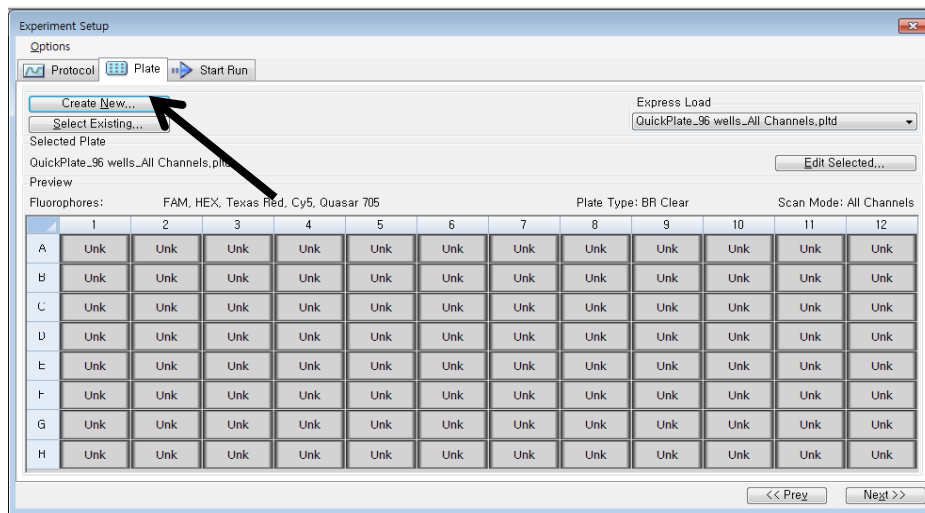 Experiment Setup
Options
Protocol Plate Start Run
Create New... Express Load
Select Existing... QuickPlate_96 wells_All Channels.pltd
Selected Plate
QuickPlate_96 wells_All Channels.pltd Edit Selected...
Preview
Fluorophores: FAM, HEX, Texas Red, Cy5, Quasar 705 Plate Type: BR Clear Scan Mode: All Channels
1 2 3 4 5 6 7 8 9 10 11 12
A Unk Unk Unk Unk Unk Unk Unk Unk Unk Unk Unk Unk
B Unk Unk Unk Unk Unk Unk Unk Unk Unk Unk Unk Unk
C Unk Unk Unk Unk Unk Unk Unk Unk Unk Unk Unk Unk
D Unk Unk Unk Unk Unk Unk Unk Unk Unk Unk Unk Unk
E Unk Unk Unk Unk Unk Unk Unk Unk Unk Unk Unk Unk
F Unk Unk Unk Unk Unk Unk Unk Unk Unk Unk Unk Unk
G Unk Unk Unk Unk Unk Unk Unk Unk Unk Unk Unk Unk
H Unk Unk Unk Unk Unk Unk Unk Unk Unk Unk Unk Unk
<< Prev Next >>